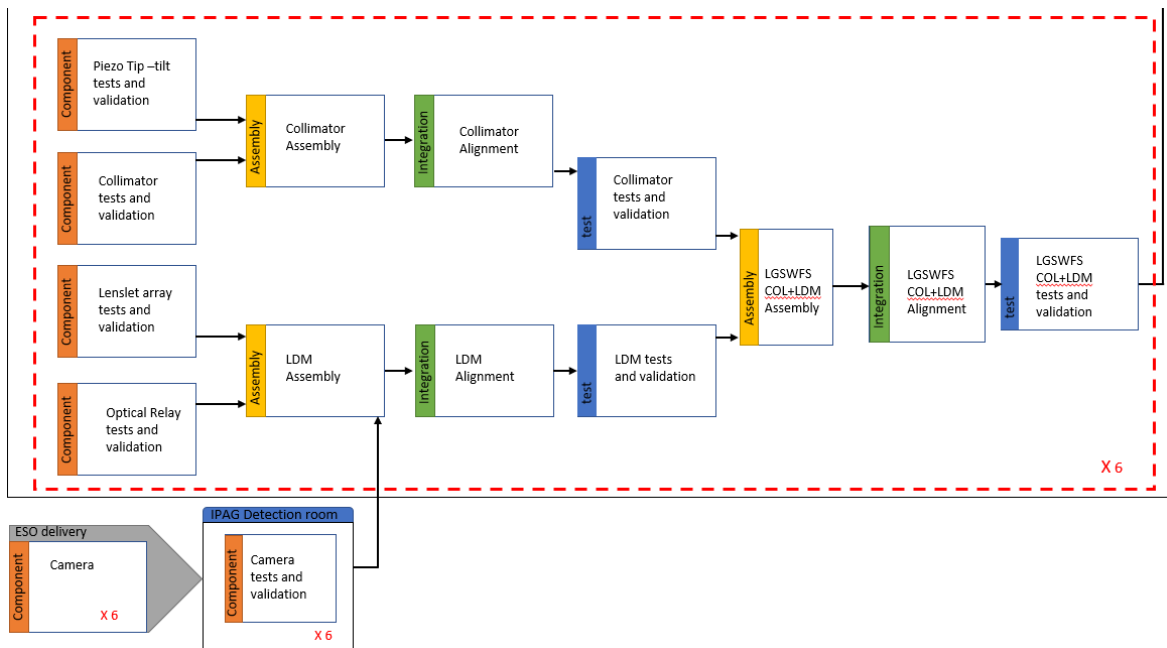 Component
Piezo Tip –tilt
tests and
validation
Component
Collimator
tests and
validation
Assembly
Collimator
Assembly
Integration
Collimator
Alignment
test
Collimator
tests and
validation
Component
Lenslet array
tests and
validation
Component
Optical Relay
tests and
validation
Assembly
LDM
Assembly
Integration
LDM
Alignment
test
LDM tests
and validation
Assembly
LGSWFS
COL+LDM
Assembly
Integration
LGSWFS
COL+LDM
Alignment
test
LGSWFS
COL+LDM
tests and
validation
X 6
ESO delivery
Component
Camera
X 6
IPAG Detection room
Component
Camera
tests and
validation
X 6